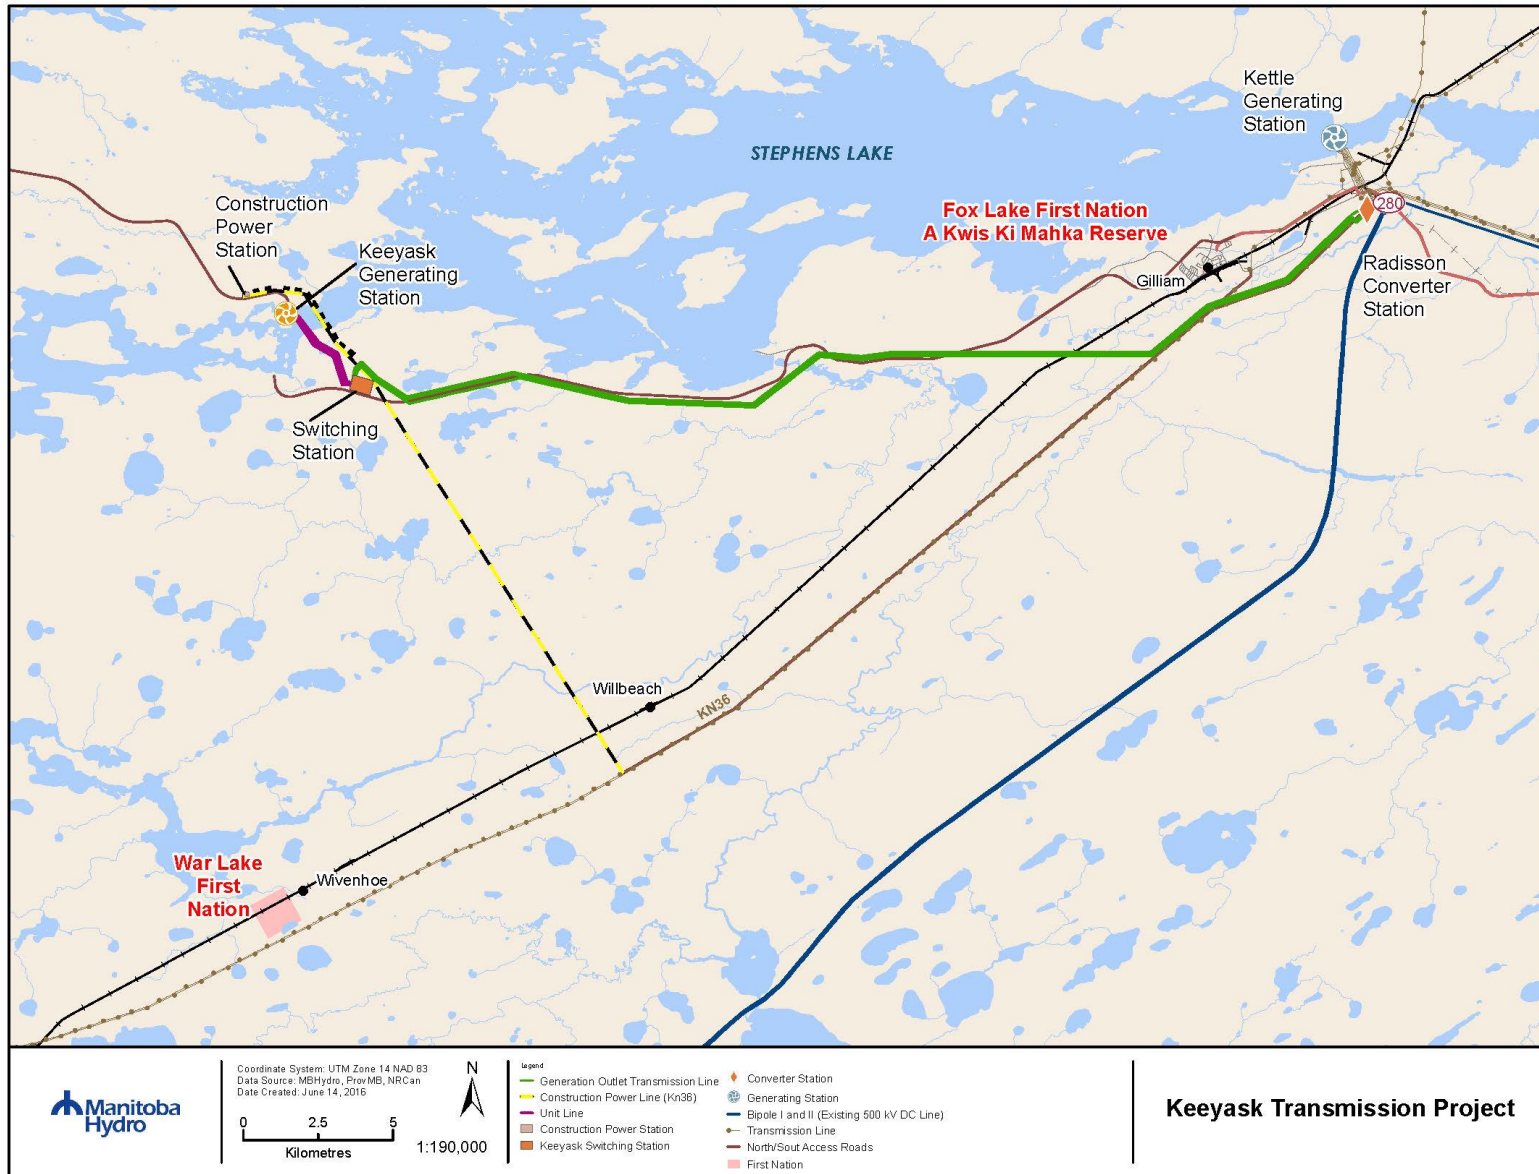 Kettle
Generating
Station
STEPHENS LAKE
Construction
Power
Station
Fox Lake First Nation
A Kwis Ki Mahka Reserve
280
Keeyask
Generating
Station
Gilliam
Radisson
Converter
Station
Switching
Station
Willbeach
KN36
War Lake
First
Nation
Wivenhoe
Manitoba
Hydro
Coordinate System: UTM Zone 14 NAD 83
Data Source: MBHydro, ProvMB, NRCan
Date Created: June 14, 2016
0 2.5 5
Kilometres
N
1:190,000
Legend
Generation Outlet Transmission Line
Construction Power Line (Kn36)
Unit Line
Construction Power Station
Keeyask Switching Station
Converter Station
Generating Station
Bipole I and II (Existing 500 kV DC Line)
Transmission Line
North/Sout Access Roads
First Nation
Keeyask Transmission Project